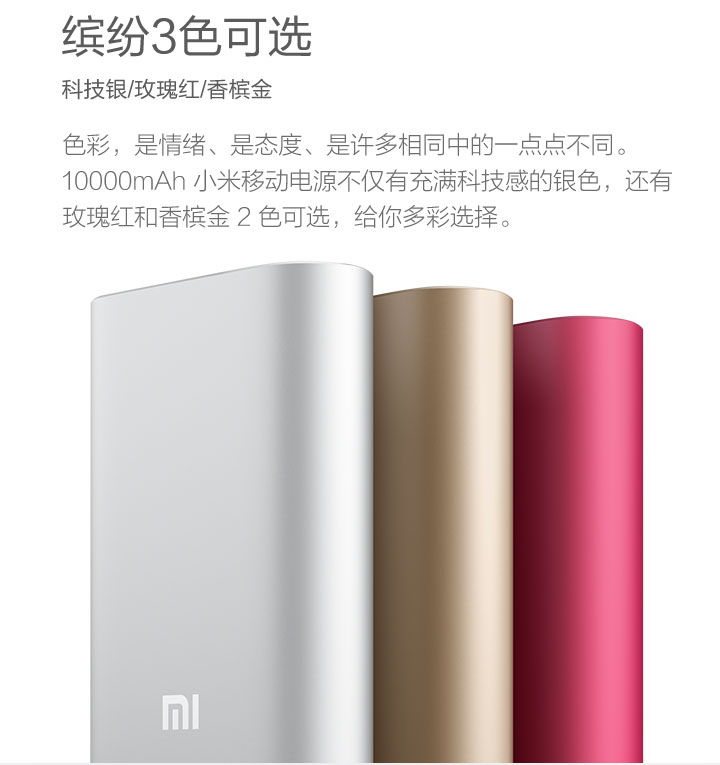 缤纷3色可选
科技银/玫瑰红/香槟金
色彩，是情绪、是态度、是许多相同中的一点点不同。
10000mAh 小米移动电源不仅有充满科技感的银色，还有
玫瑰红和香槟金 2 色可选，给你多彩选择。
mi